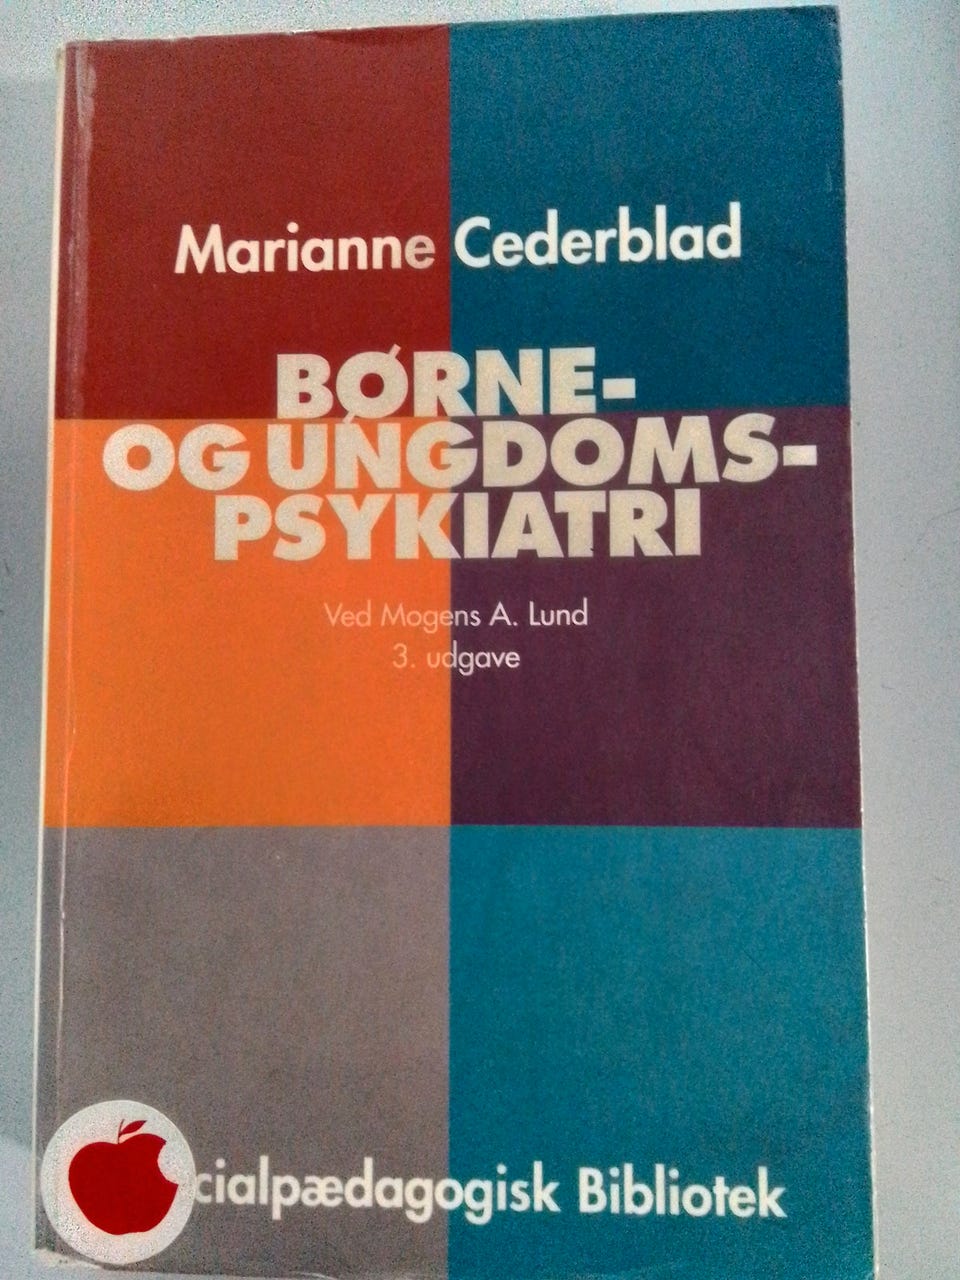 Marianne Cederblad
BØRNE-
OG UNGDOMS-
PSYKIATRI
Ved Mogens A. Lund
3. udgave
cialpædagogisk Bibliotek